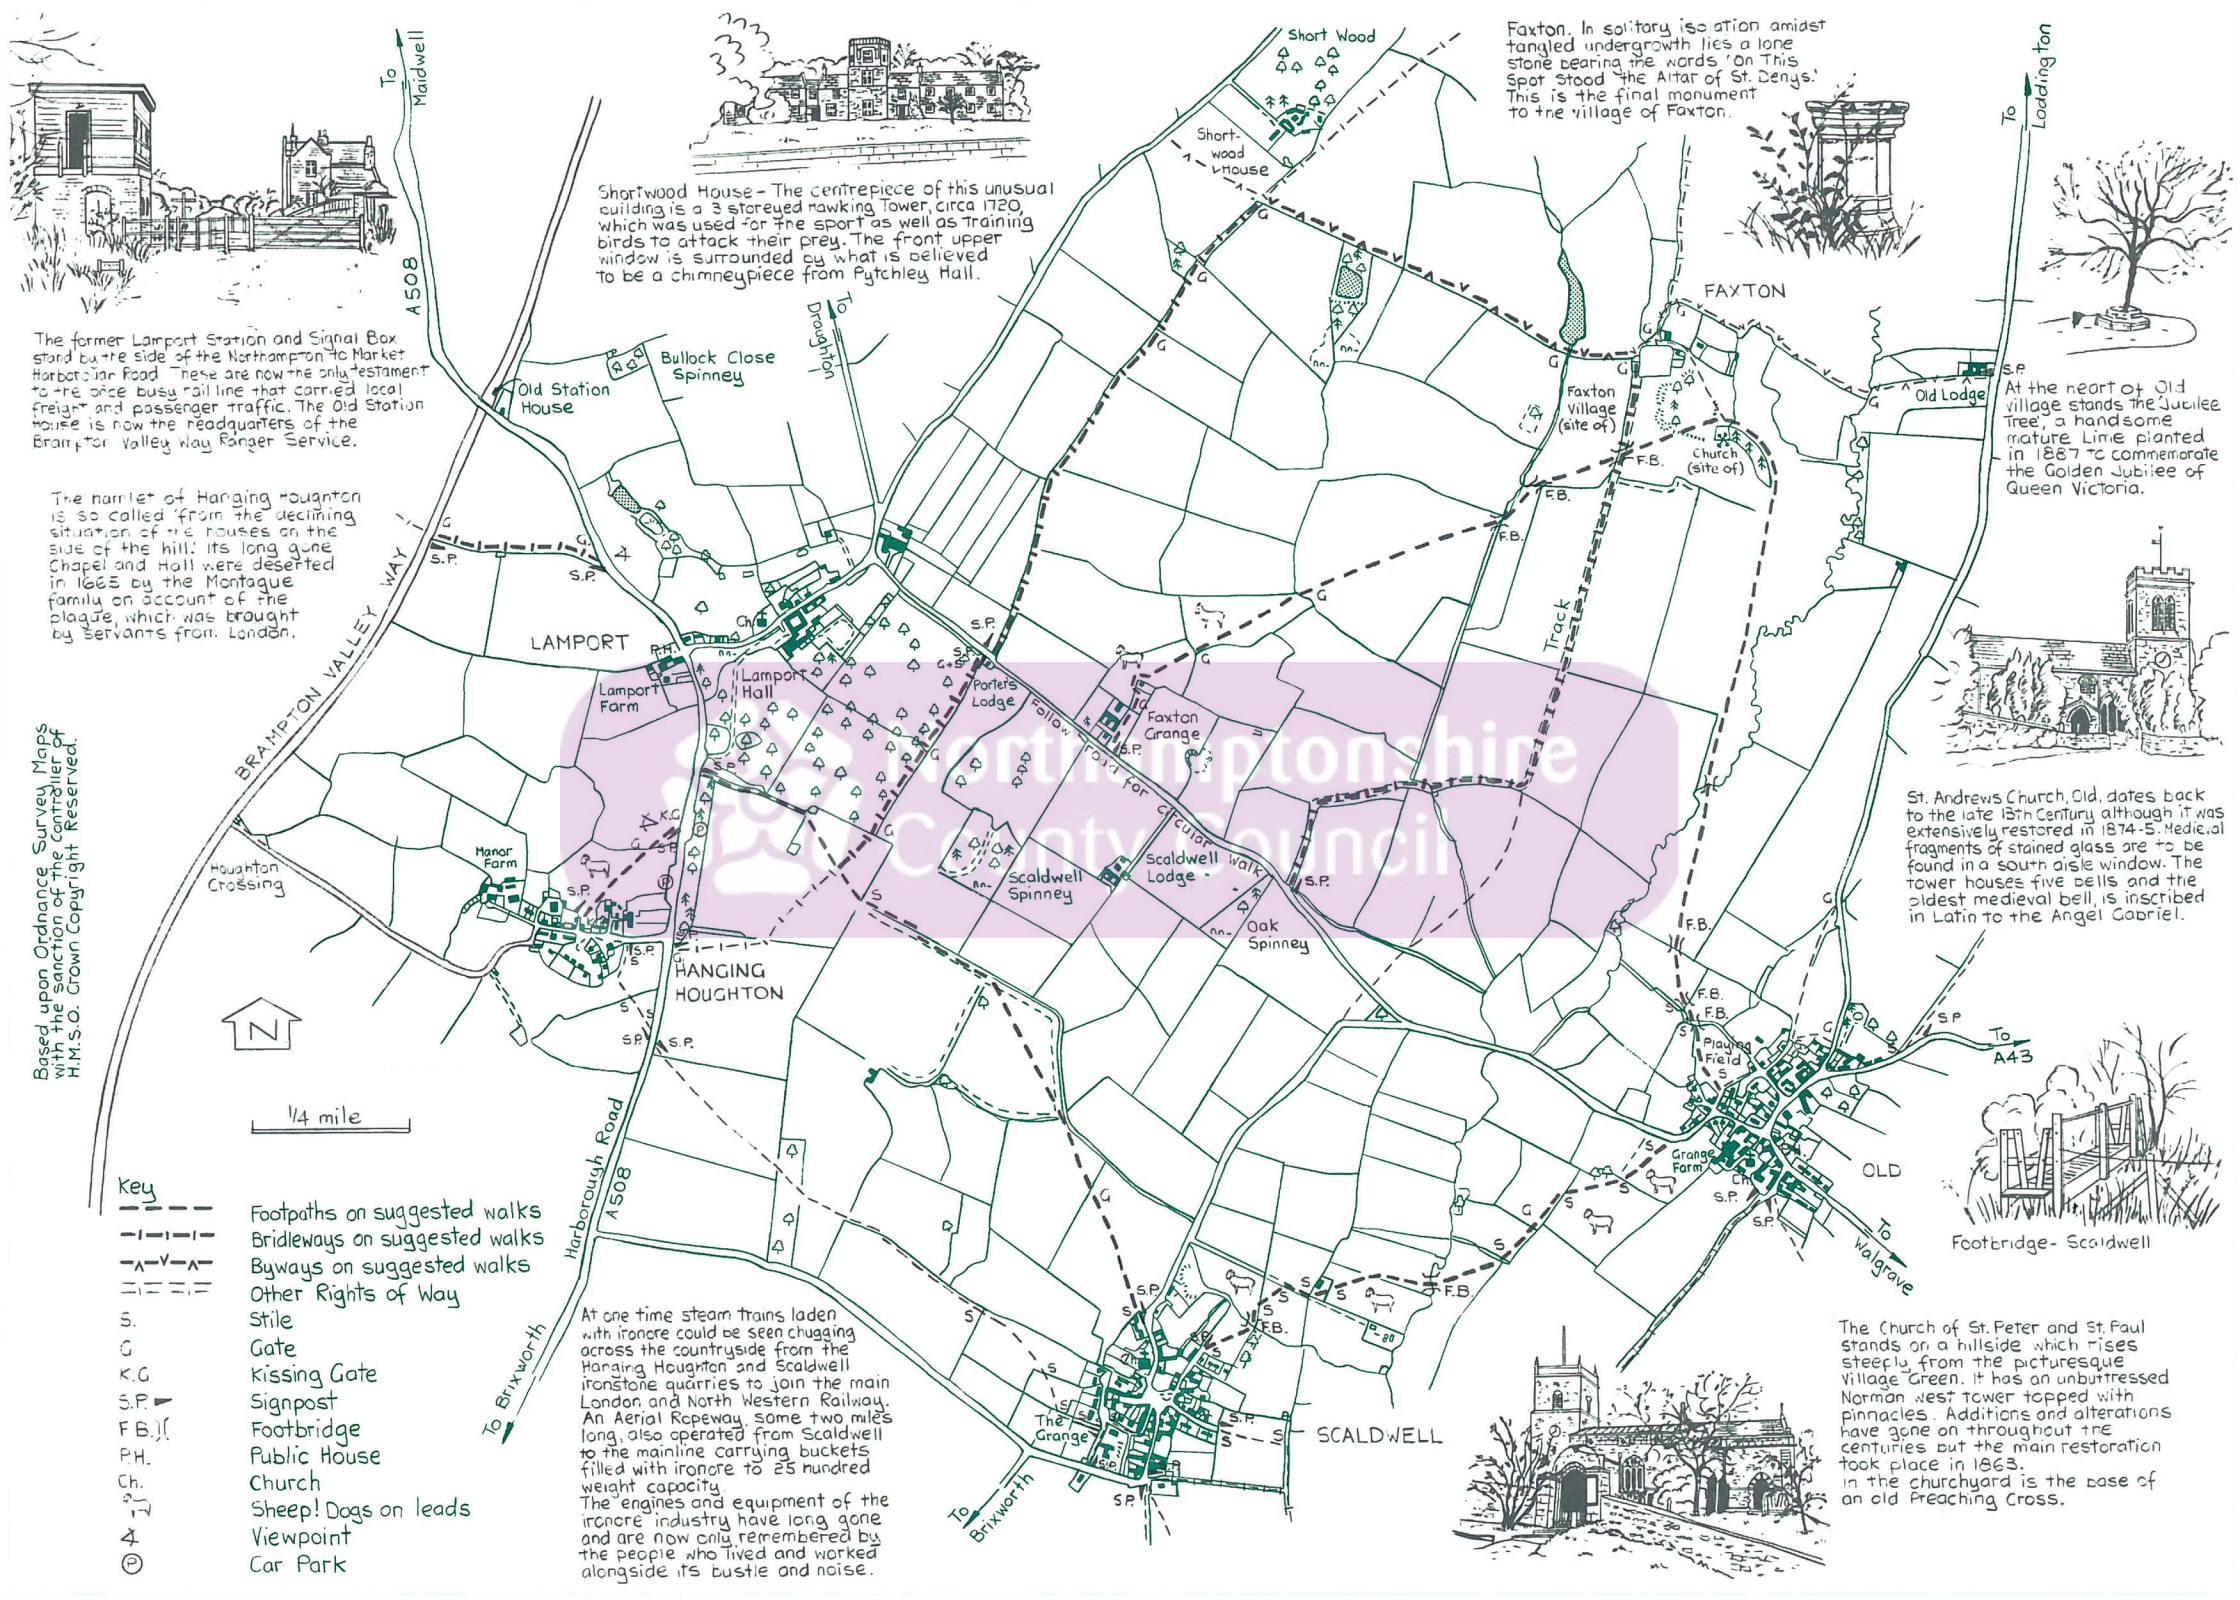 To Maidwell
A508
Shortwood House - The centrepiece of this unusual
building is a 3 storeyed Hawking Tower, circa 1720,
which was used for the sport as well as training
birds to attack their prey. The front upper
window is surrounded by what is believed
to be a chimneypiece from Pytchley Hall.
Short Wood
Short-
wood
House
Faxton. In solitary isolation amidst
tangled undergrowth lies a lone
stone bearing the words 'On This
Spot Stood the Altar of St. Denys.'
This is the final monument
to the village of Faxton.
To Loddington
The former Lamport Station and Signal Box
stand by the side of the Northampton to Market
Harborough Road. These are now the only testament
to the once busy rail line that carried local
freight and passenger traffic. The Old Station
House is now the headquarters of the
Brampton Valley Way Ranger Service.
Old Station
House
Bullock Close
Spinney
To Draughton
FAXTON
Faxton
Village
(site of)
Church
(site of)
Old Lodge
S.P.
At the heart of Old
village stands the 'Jubilee
Tree', a handsome
mature Lime planted
in 1887 to commemorate
the Golden Jubilee of
Queen Victoria.
The hamlet of Hanging Houghton
is so called 'from the declining
situation of the houses on the
side of the hill.' Its long gone
Chapel and Hall were deserted
in 1665 by the Montague
family on account of the
plague, which was brought
by servants from London.
BRAMPTON VALLEY WAY
G
S.P.
G
S.P.
LAMPORT
P.H.
Ch.
Lamport
Farm
Lamport
Hall
S.P.
S.P.
G+S
Porter's
Lodge
Follow road for Circular Walk
Faxton
Grange
S.P.
Track
G
G
F.B.
F.B.
F.B.
Northamptonshire
County Council
St. Andrews Church, Old, dates back
to the late 13th Century although it was
extensively restored in 1874-5. Medieval
fragments of stained glass are to be
found in a south aisle window. The
tower houses five bells and the
oldest medieval bell, is inscribed
in Latin to the Angel Gabriel.
Based upon Ordnance Survey Maps
with the sanction of the Controller of
H.M.S.O. Crown Copyright Reserved.
Houghton
Crossing
Manor
Farm
S.P.
K.G.
G
S.P.
P
P
K.G.
S.P.
S
HANGING
HOUGHTON
Scaldwell
Spinney
Scaldwell
Lodge
Oak
Spinney
S.P.
F.B.
F.B.
F.B.
Playing
Field
S
G
G
S.P.
To
A43
N
1/4 mile
S.P.
S.P.
Harborough Road
A508
To Brixworth
Grange
Farm
Ch.
S.P.
S.P.
OLD
To
Walgrave
Footbridge - Scaldwell
Key
Footpaths on suggested walks
Bridleways on suggested walks
Byways on suggested walks
Other Rights of Way
S. Stile
G Gate
K.G Kissing Gate
S.P. Signpost
F.B. )( Footbridge
P.H. Public House
Ch. Church
Sheep! Dogs on leads
Viewpoint
P Car Park
At one time steam trains laden
with ironore could be seen chugging
across the countryside from the
Hanging Houghton and Scaldwell
ironstone quarries to join the main
London and North Western Railway.
An Aerial Ropeway, some two miles
long, also operated from Scaldwell
to the mainline carrying buckets
filled with ironore to 25 hundred
weight capacity.
The engines and equipment of the
ironore industry have long gone
and are now only remembered by
the people who lived and worked
alongside its bustle and noise.
S.P.
S
G
S
S
Ch.
The
Grange
S.P.
S.P.
S.P.
S
S
F.B.
F.B.
S
S
G
S
S
S
SCALDWELL
To
Brixworth
The Church of St. Peter and St. Paul
stands on a hillside which rises
steeply from the picturesque
Village Green. It has an unbuttressed
Norman west tower topped with
pinnacles. Additions and alterations
have gone on throughout the
centuries but the main restoration
took place in 1863.
In the churchyard is the base of
an old Preaching Cross.